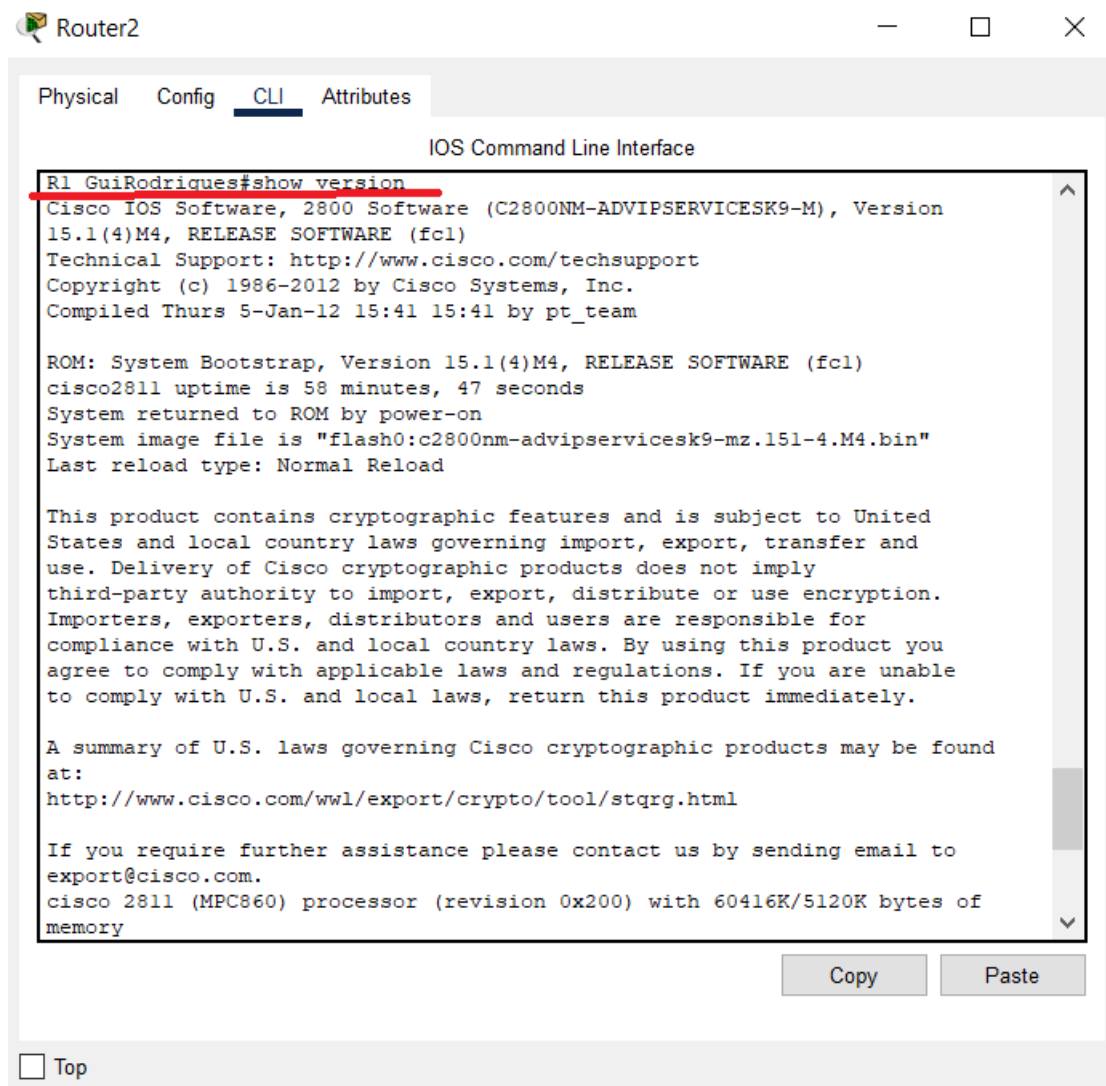 Router2
Physical Config CLI Attributes
IOS Command Line Interface
R1_GuiRodrigues#show version
Cisco IOS Software, 2800 Software (C2800NM-ADVIPSERVICESK9-M), Version
15.1(4)M4, RELEASE SOFTWARE (fc1)
Technical Support: http://www.cisco.com/techsupport
Copyright (c) 1986-2012 by Cisco Systems, Inc.
Compiled Thurs 5-Jan-12 15:41 15:41 by pt_team
ROM: System Bootstrap, Version 15.1(4)M4, RELEASE SOFTWARE (fc1)
cisco2811 uptime is 58 minutes, 47 seconds
System returned to ROM by power-on
System image file is "flash0:c2800nm-advipservicesk9-mz.151-4.M4.bin"
Last reload type: Normal Reload
This product contains cryptographic features and is subject to United
States and local country laws governing import, export, transfer and
use. Delivery of Cisco cryptographic products does not imply
third-party authority to import, export, distribute or use encryption.
Importers, exporters, distributors and users are responsible for
compliance with U.S. and local country laws. By using this product you
agree to comply with applicable laws and regulations. If you are unable
to comply with U.S. and local laws, return this product immediately.
A summary of U.S. laws governing Cisco cryptographic products may be found
at:
http://www.cisco.com/wwl/export/crypto/tool/stqrg.html
If you require further assistance please contact us by sending email to
export@cisco.com.
cisco 2811 (MPC860) processor (revision 0x200) with 60416K/5120K bytes of
memory
Copy Paste
Top